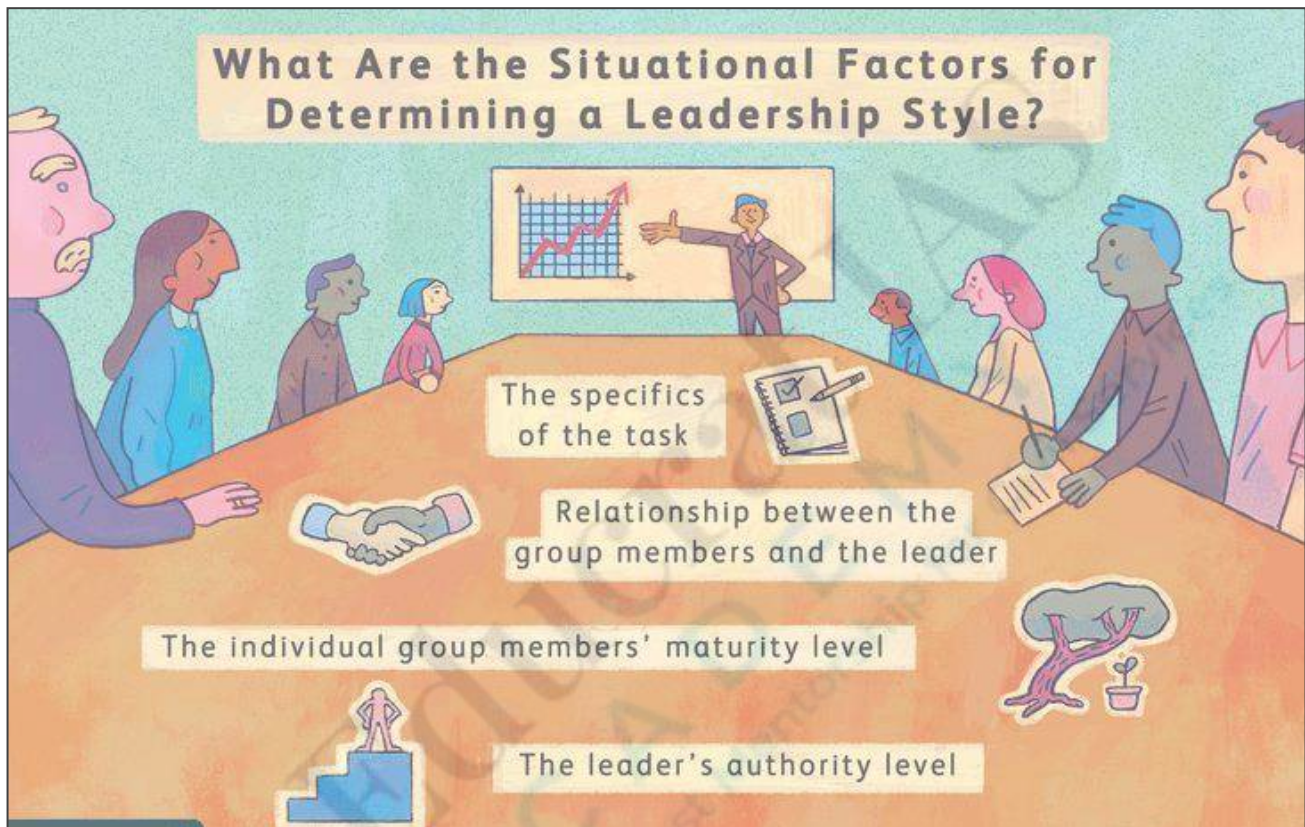 What Are the Situational Factors for
Determining a Leadership Style?
The specifics
of the task
Relationship between the
group members and the leader
The individual group members' maturity level
The leader's authority level